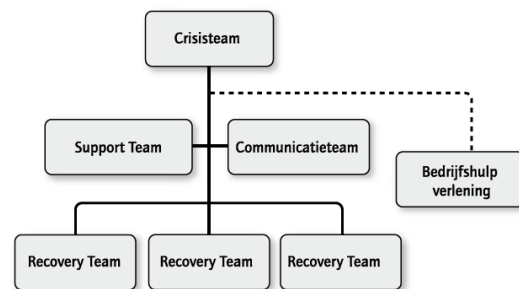 Crisisteam
Support Team
Communicatieteam
Bedrijfshulp
verlening
Recovery Team
Recovery Team
Recovery Team